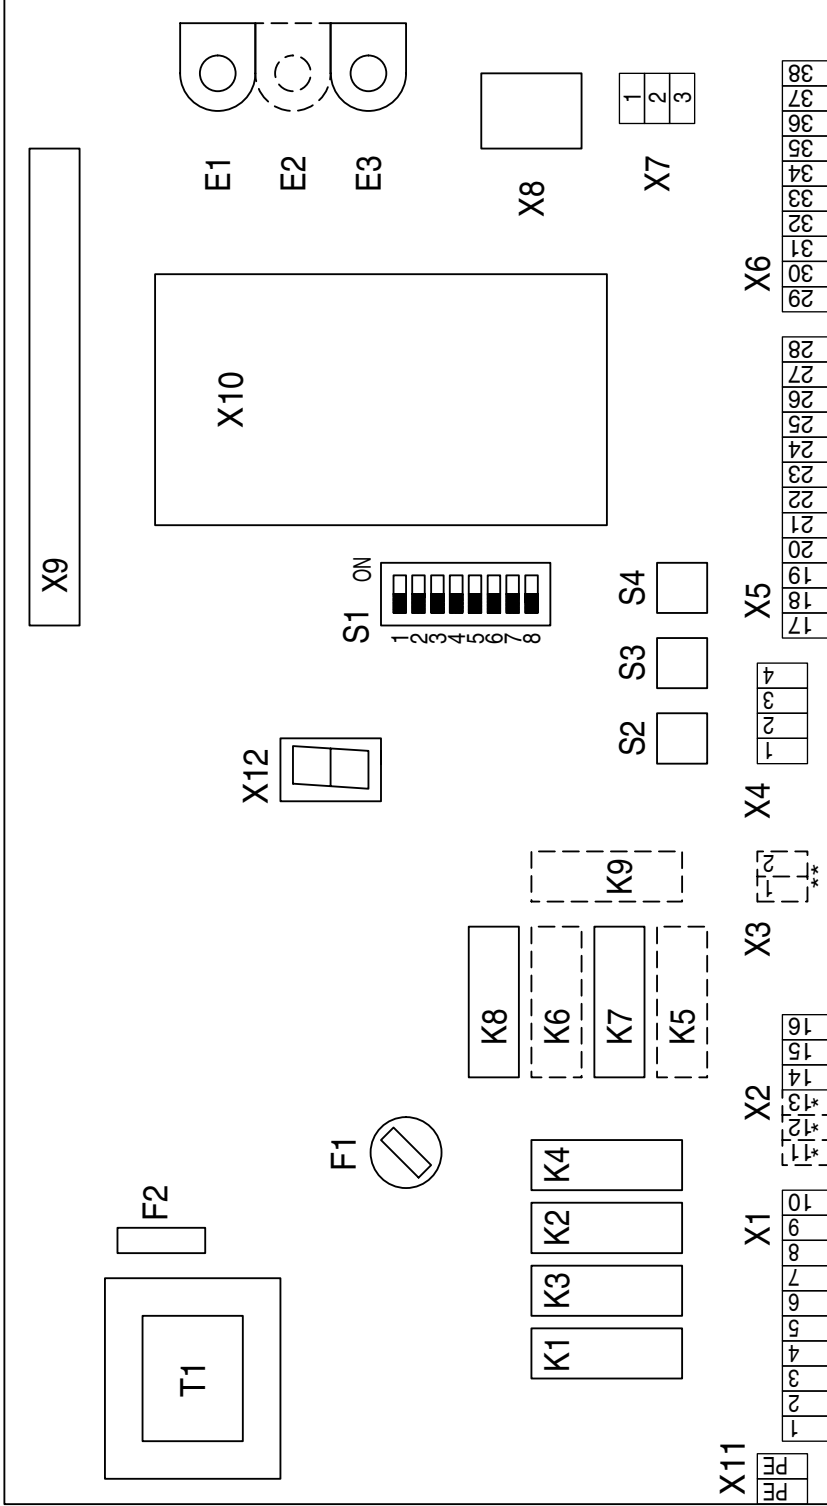 E1
E2
E3
X8
X7
1
2
3
X6
38
37
36
35
34
33
32
31
30
29
X9
X10
S1
ON
1
2
3
4
5
6
7
8
S4
S3
S2
X5
28
27
26
25
24
23
22
21
20
19
18
17
X12
X4
4
3
2
1
K9
X3
2
1
**
K8
K6
K7
K5
X2
16
15
14
*13
*12
*11
F1
F2
T1
K4
K2
K3
K1
X1
10
9
8
7
6
5
4
3
2
1
X11
PE
PE